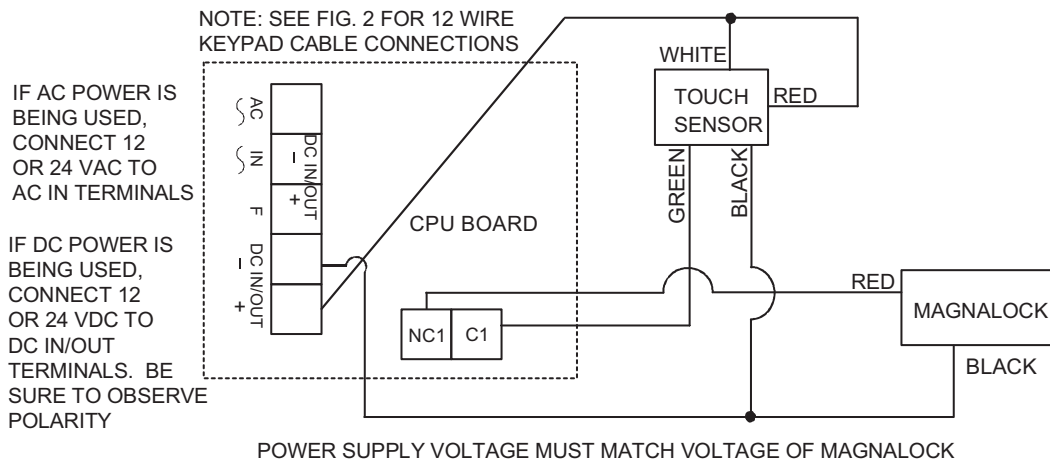 NOTE: SEE FIG. 2 FOR 12 WIRE
KEYPAD CABLE CONNECTIONS
IF AC POWER IS
BEING USED,
CONNECT 12
OR 24 VAC TO
AC IN TERMINALS
IF DC POWER IS
BEING USED,
CONNECT 12
OR 24 VDC TO
DC IN/OUT
TERMINALS. BE
SURE TO OBSERVE
POLARITY
AC
IN
F
DC IN/OUT
- +
DC IN/OUT
- +
CPU BOARD
NC1
C1
WHITE
TOUCH
SENSOR
RED
GREEN
BLACK
RED
MAGNALOCK
BLACK
POWER SUPPLY VOLTAGE MUST MATCH VOLTAGE OF MAGNALOCK